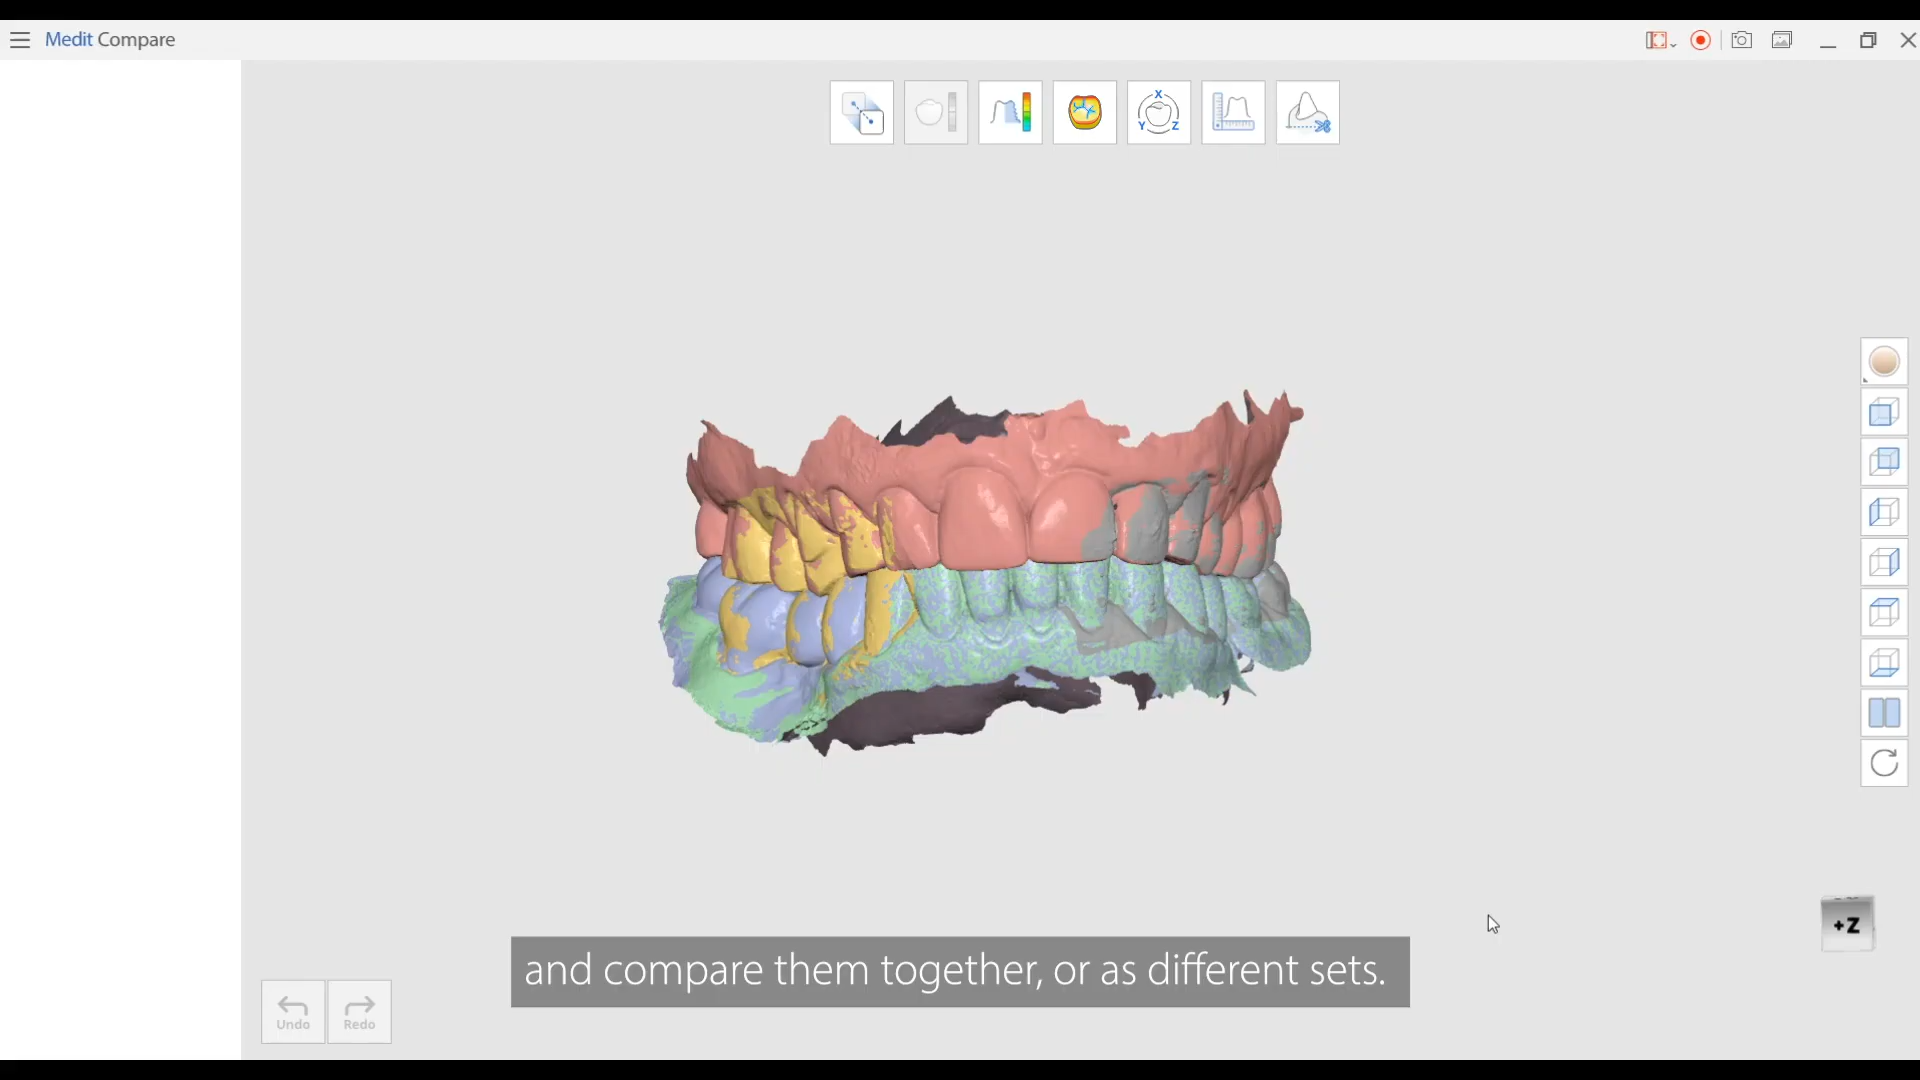 Medit Compare
X
Y Z
+Z
and compare them together, or as different sets.
Undo Redo